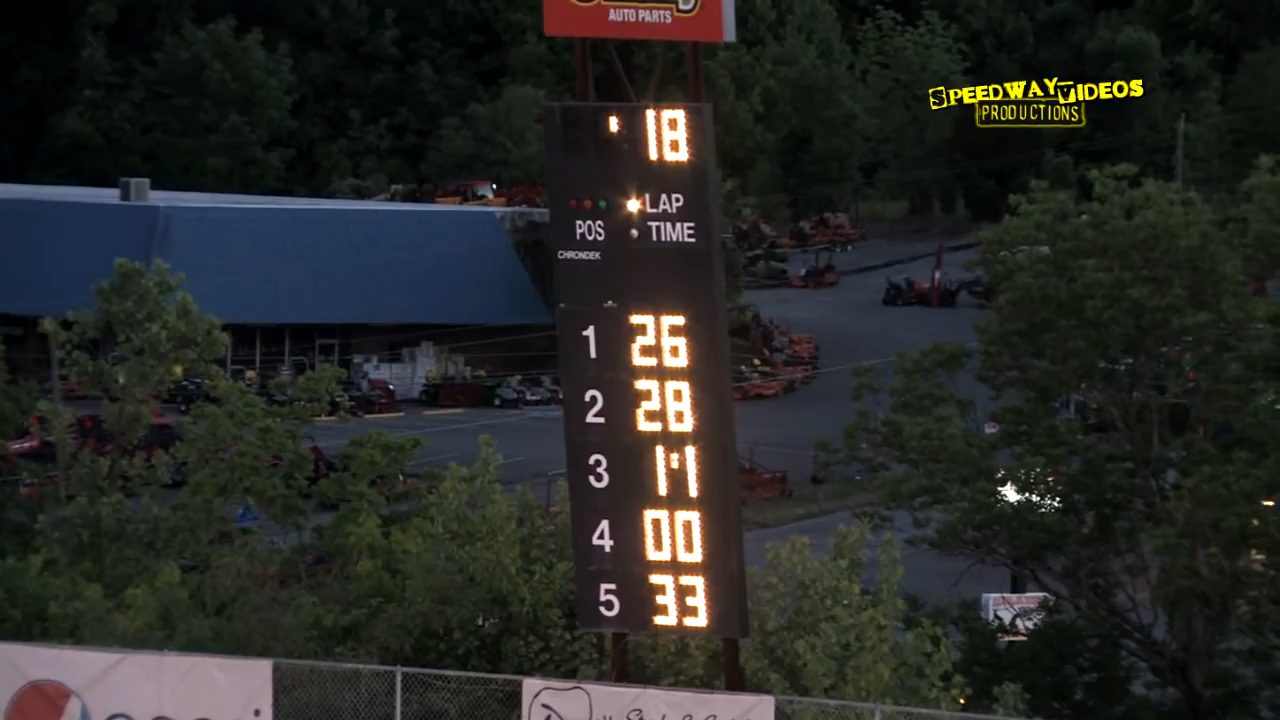 AUTO PARTS
SPEEDWAY VIDEOS
PRODUCTIONS
18
LAP
POS TIME
CHRONDEK
1 26
2 28
3
4 00
5 33